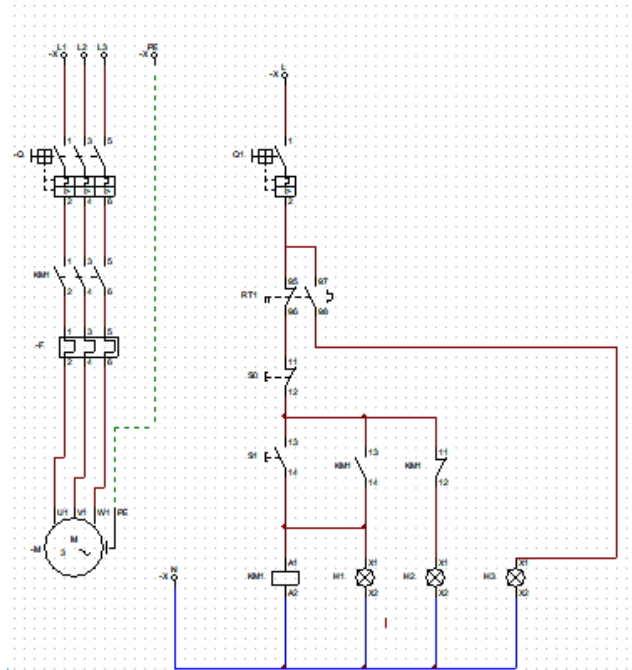 L1 L2 L3 PE
-X -X
L
-X
1 3 5
-Q
2 4 6
1
Q1
2
1 3 5
KM1
2 4 6
95 97
RT1
96 98
1 3 5
-F
2 4 6
11
S0
12
13
S1
14
13
KM1
14
11
KM1
12
U1 V1 W1 PE
M
-M
3
N
-X
A1
KM1
A2
X1
H1
X2
X1
H2
X2
X1
H3
X2